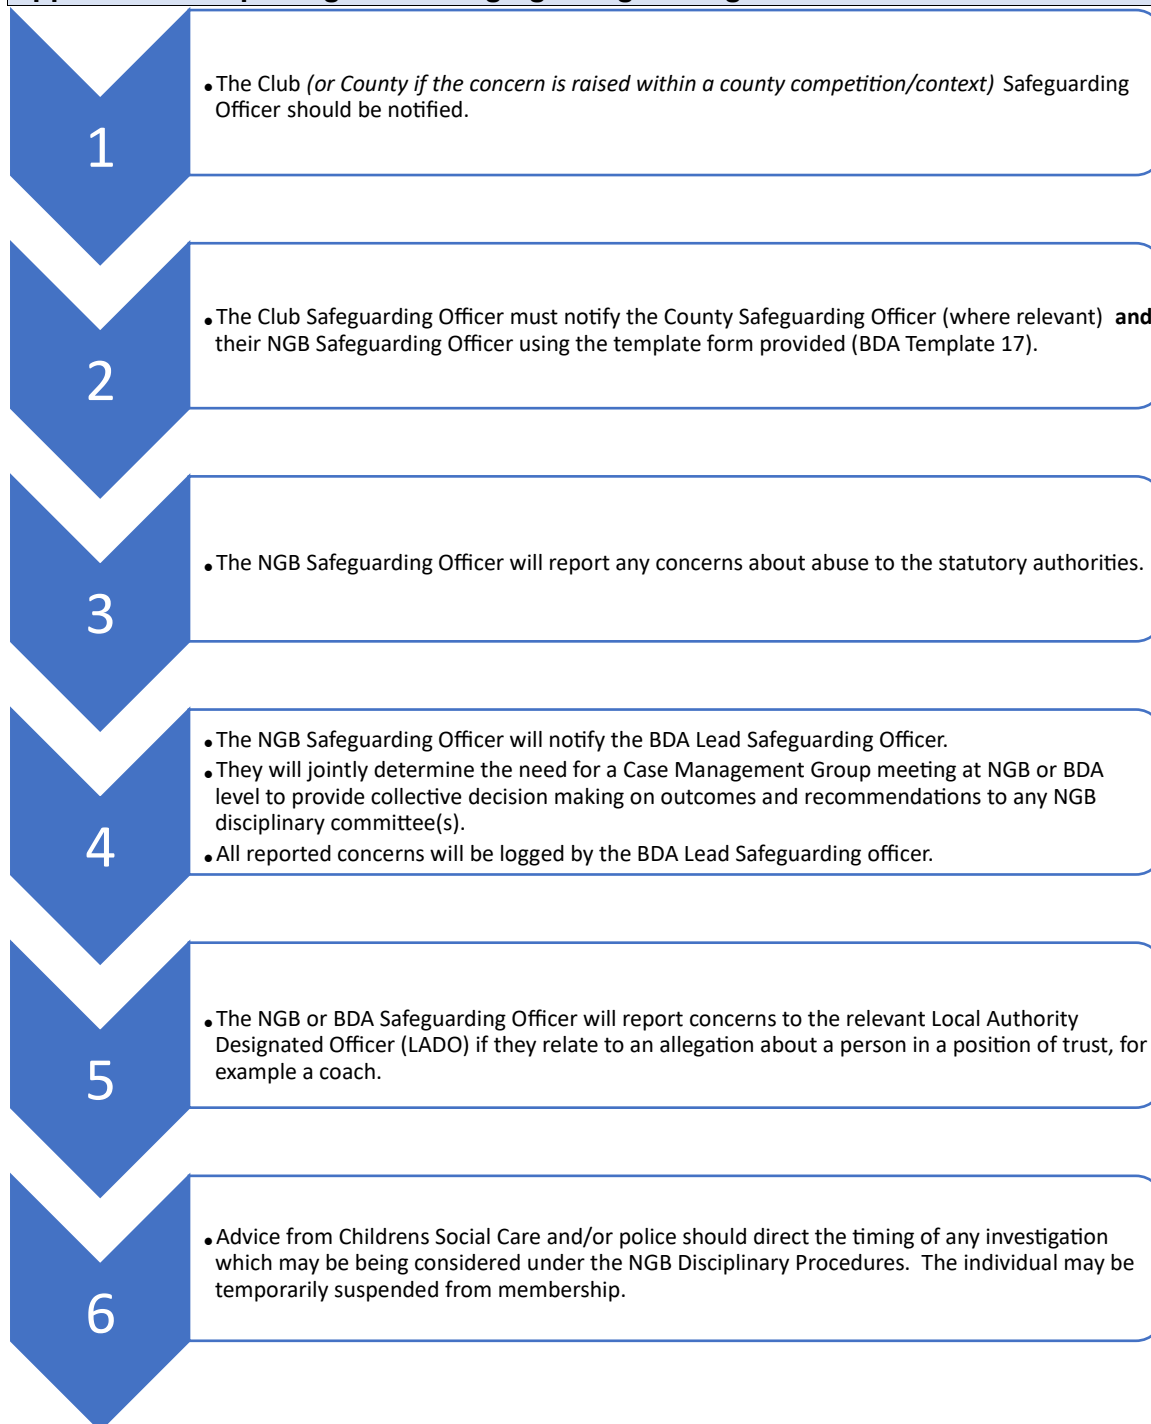 1
•The Club (or County if the concern is raised within a county competition/context) Safeguarding
Officer should be notified.
2
•The Club Safeguarding Officer must notify the County Safeguarding Officer (where relevant) and
their NGB Safeguarding Officer using the template form provided (BDA Template 17).
3
•The NGB Safeguarding Officer will report any concerns about abuse to the statutory authorities.
4
•The NGB Safeguarding Officer will notify the BDA Lead Safeguarding Officer.
•They will jointly determine the need for a Case Management Group meeting at NGB or BDA
level to provide collective decision making on outcomes and recommendations to any NGB
disciplinary committee(s).
•All reported concerns will be logged by the BDA Lead Safeguarding officer.
5
•The NGB or BDA Safeguarding Officer will report concerns to the relevant Local Authority
Designated Officer (LADO) if they relate to an allegation about a person in a position of trust, for
example a coach.
6
•Advice from Childrens Social Care and/or police should direct the timing of any investigation
which may be being considered under the NGB Disciplinary Procedures. The individual may be
temporarily suspended from membership.